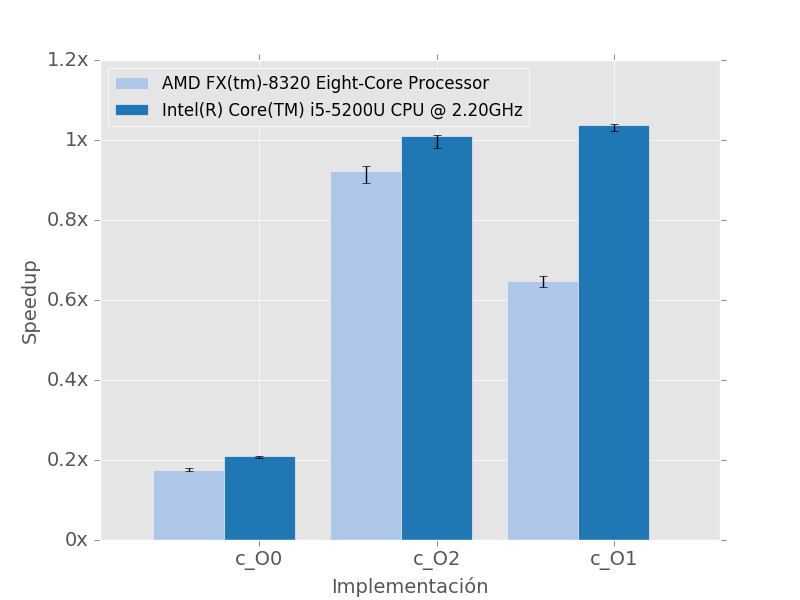 1.2x
1x
0.8x
0.6x
0.4x
0.2x
0x
Speedup
AMD FX(tm)-8320 Eight-Core Processor
Intel(R) Core(TM) i5-5200U CPU @ 2.20GHz
c_O0 c_O2 c_O1
Implementación